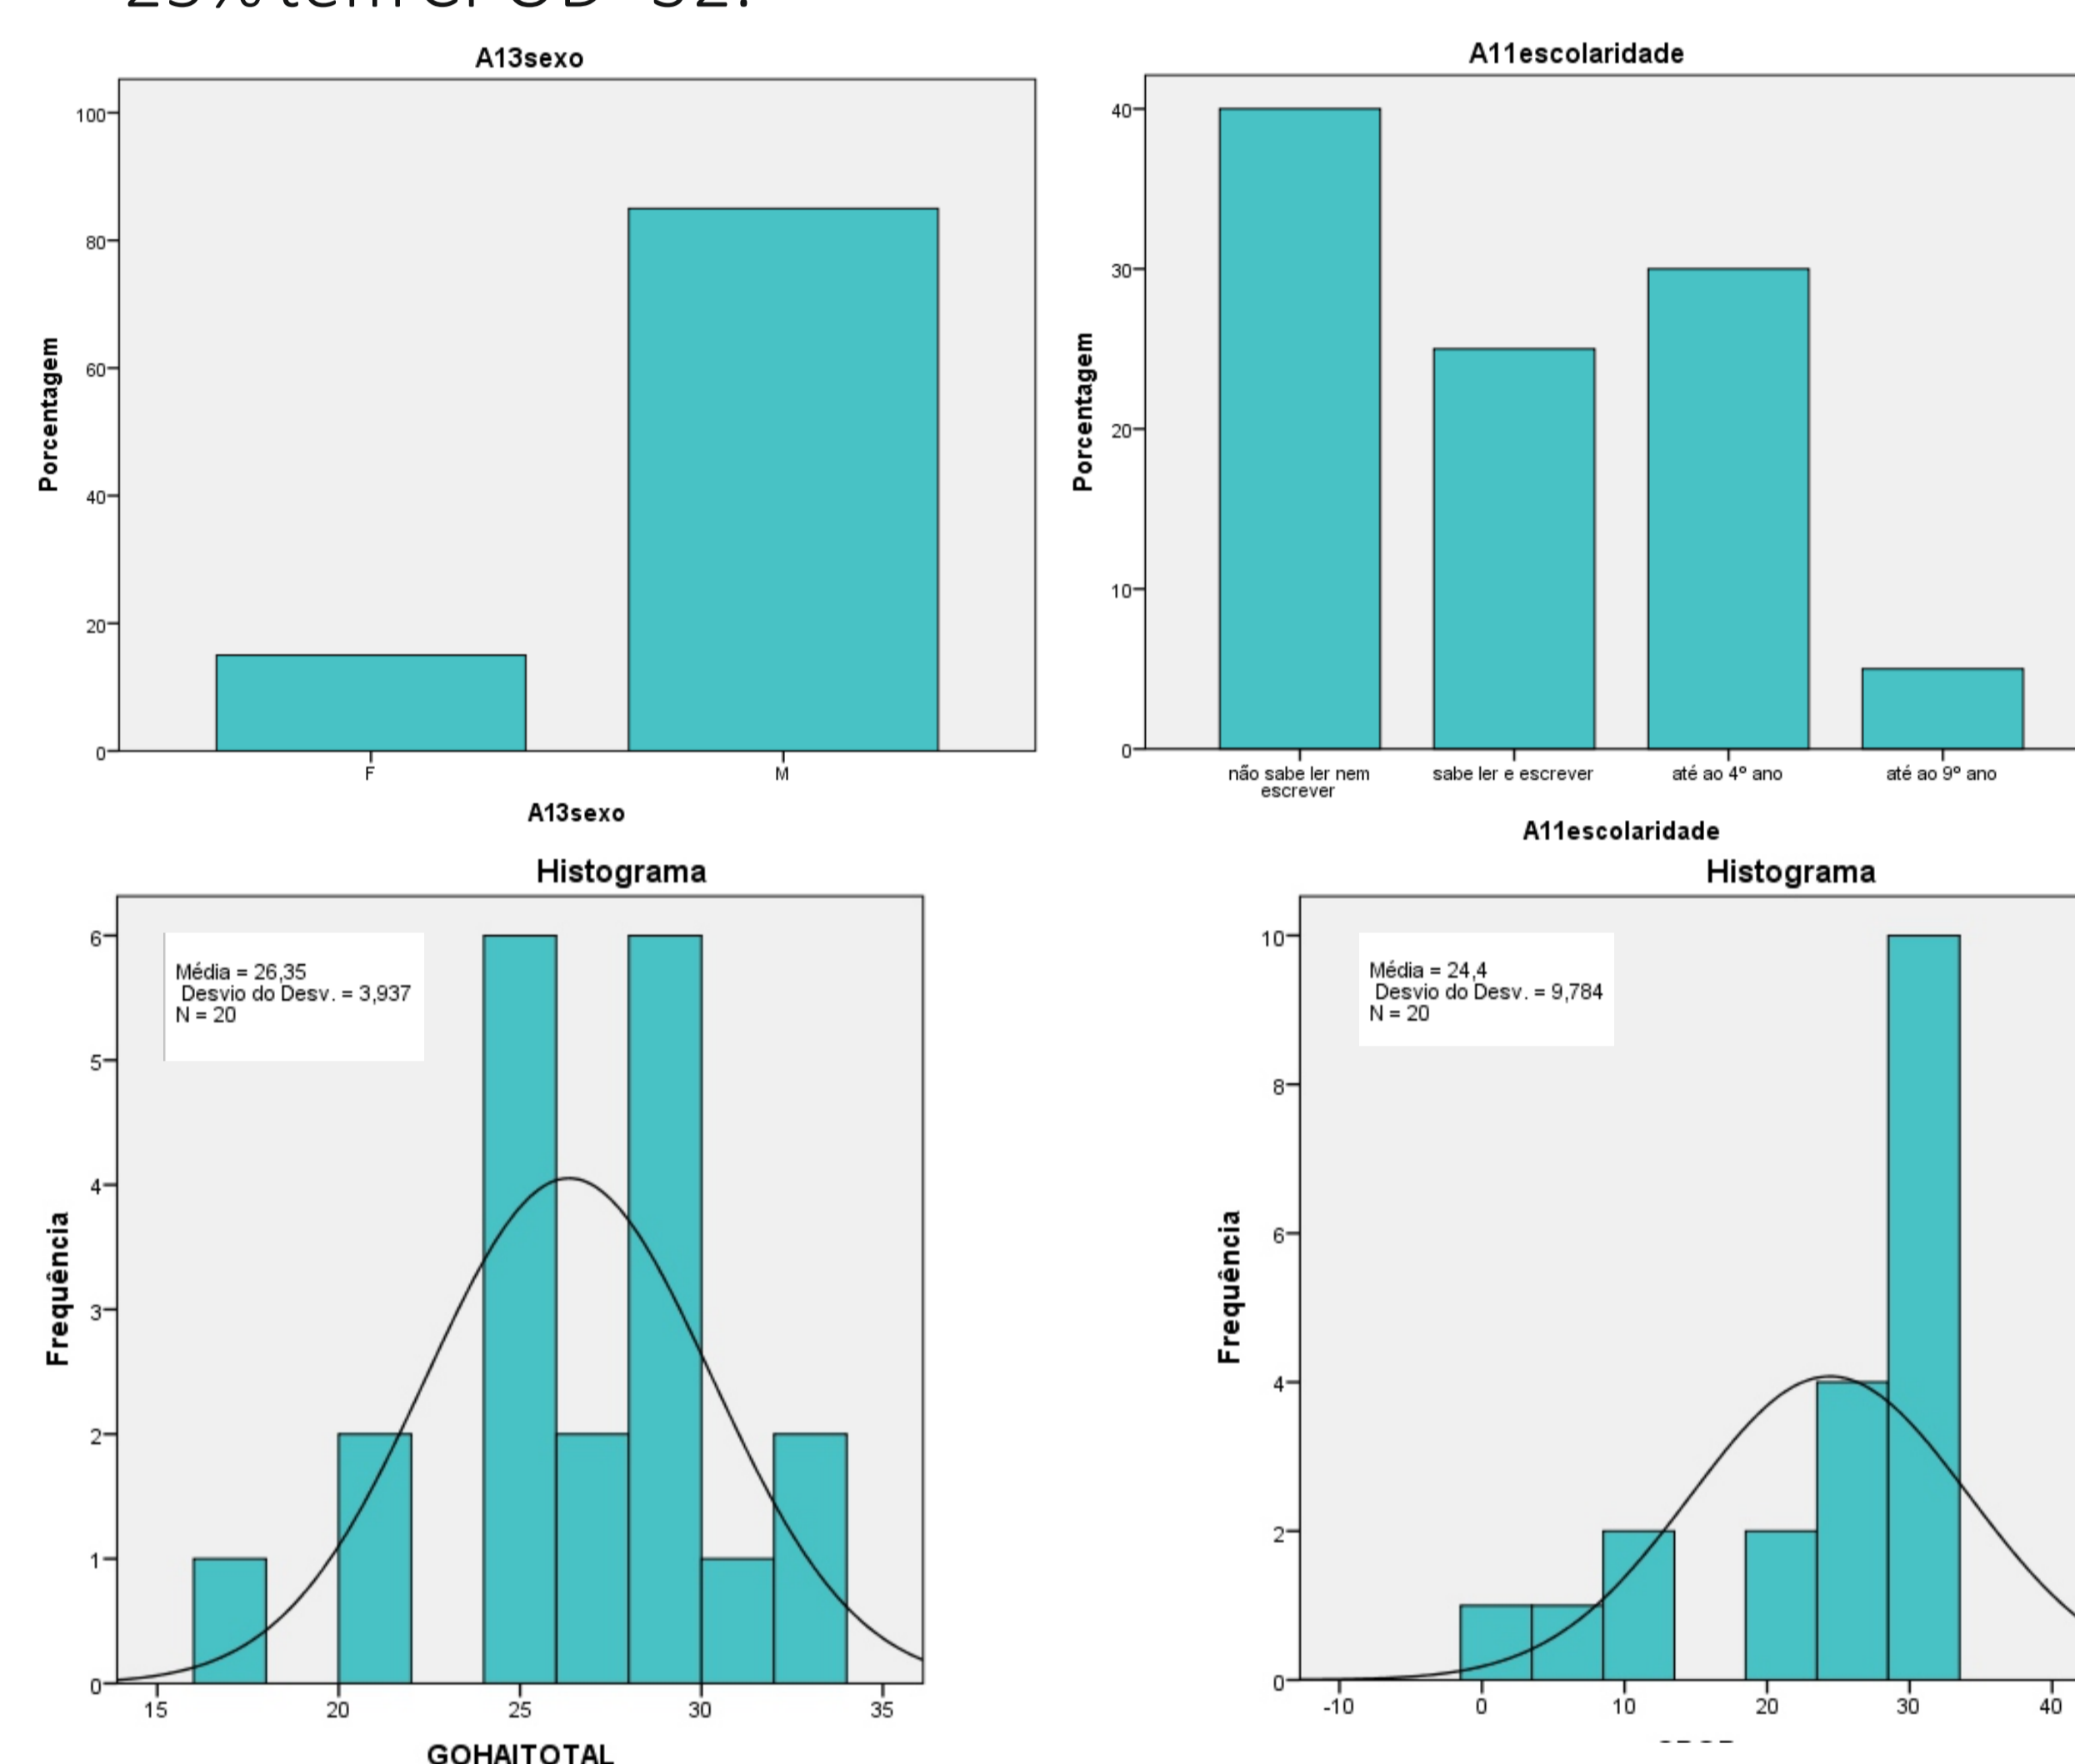 A13sexo
Porcentagem
100
80
60
40
20
0
F
M
A13sexo
A11escolaridade
Porcentagem
40
30
20
10
0
não sabe ler nem
escrever
sabe ler e escrever
até ao 4º ano
até ao 9º ano
A11escolaridade
Histograma
Média = 26,35
Desvio do Desv. = 3,937
N = 20
Frequência
6
5
4
3
2
1
0
15
20
25
30
35
GOHAITOTAL
Histograma
Média = 24,4
Desvio do Desv. = 9,784
N = 20
Frequência
10
8
6
4
2
0
-10
0
10
20
30
40